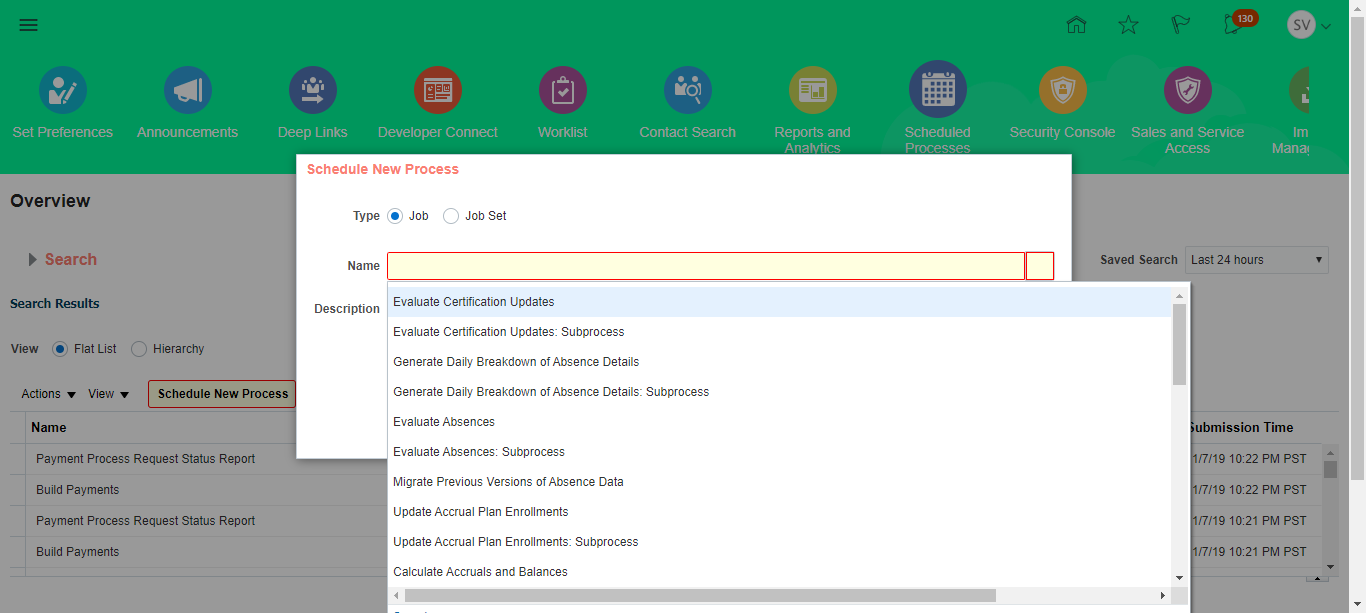 130
SV
Set Preferences
Announcements
Deep Links
Developer Connect
Worklist
Contact Search
Reports and Analytics
Scheduled Processes
Security Console
Sales and Service Access
Im
Manag
Schedule New Process
Overview
Type Job Job Set
Search
Name
Saved Search Last 24 hours
Description
Search Results
View Flat List Hierarchy
Actions View Schedule New Process
Evaluate Certification Updates
Evaluate Certification Updates: Subprocess
Generate Daily Breakdown of Absence Details
Generate Daily Breakdown of Absence Details: Subprocess
Evaluate Absences
Evaluate Absences: Subprocess
Migrate Previous Versions of Absence Data
Update Accrual Plan Enrollments
Update Accrual Plan Enrollments: Subprocess
Calculate Accruals and Balances
Name Submission Time
Payment Process Request Status Report 1/7/19 10:22 PM PST
Build Payments 1/7/19 10:22 PM PST
Payment Process Request Status Report 1/7/19 10:21 PM PST
Build Payments 1/7/19 10:21 PM PST